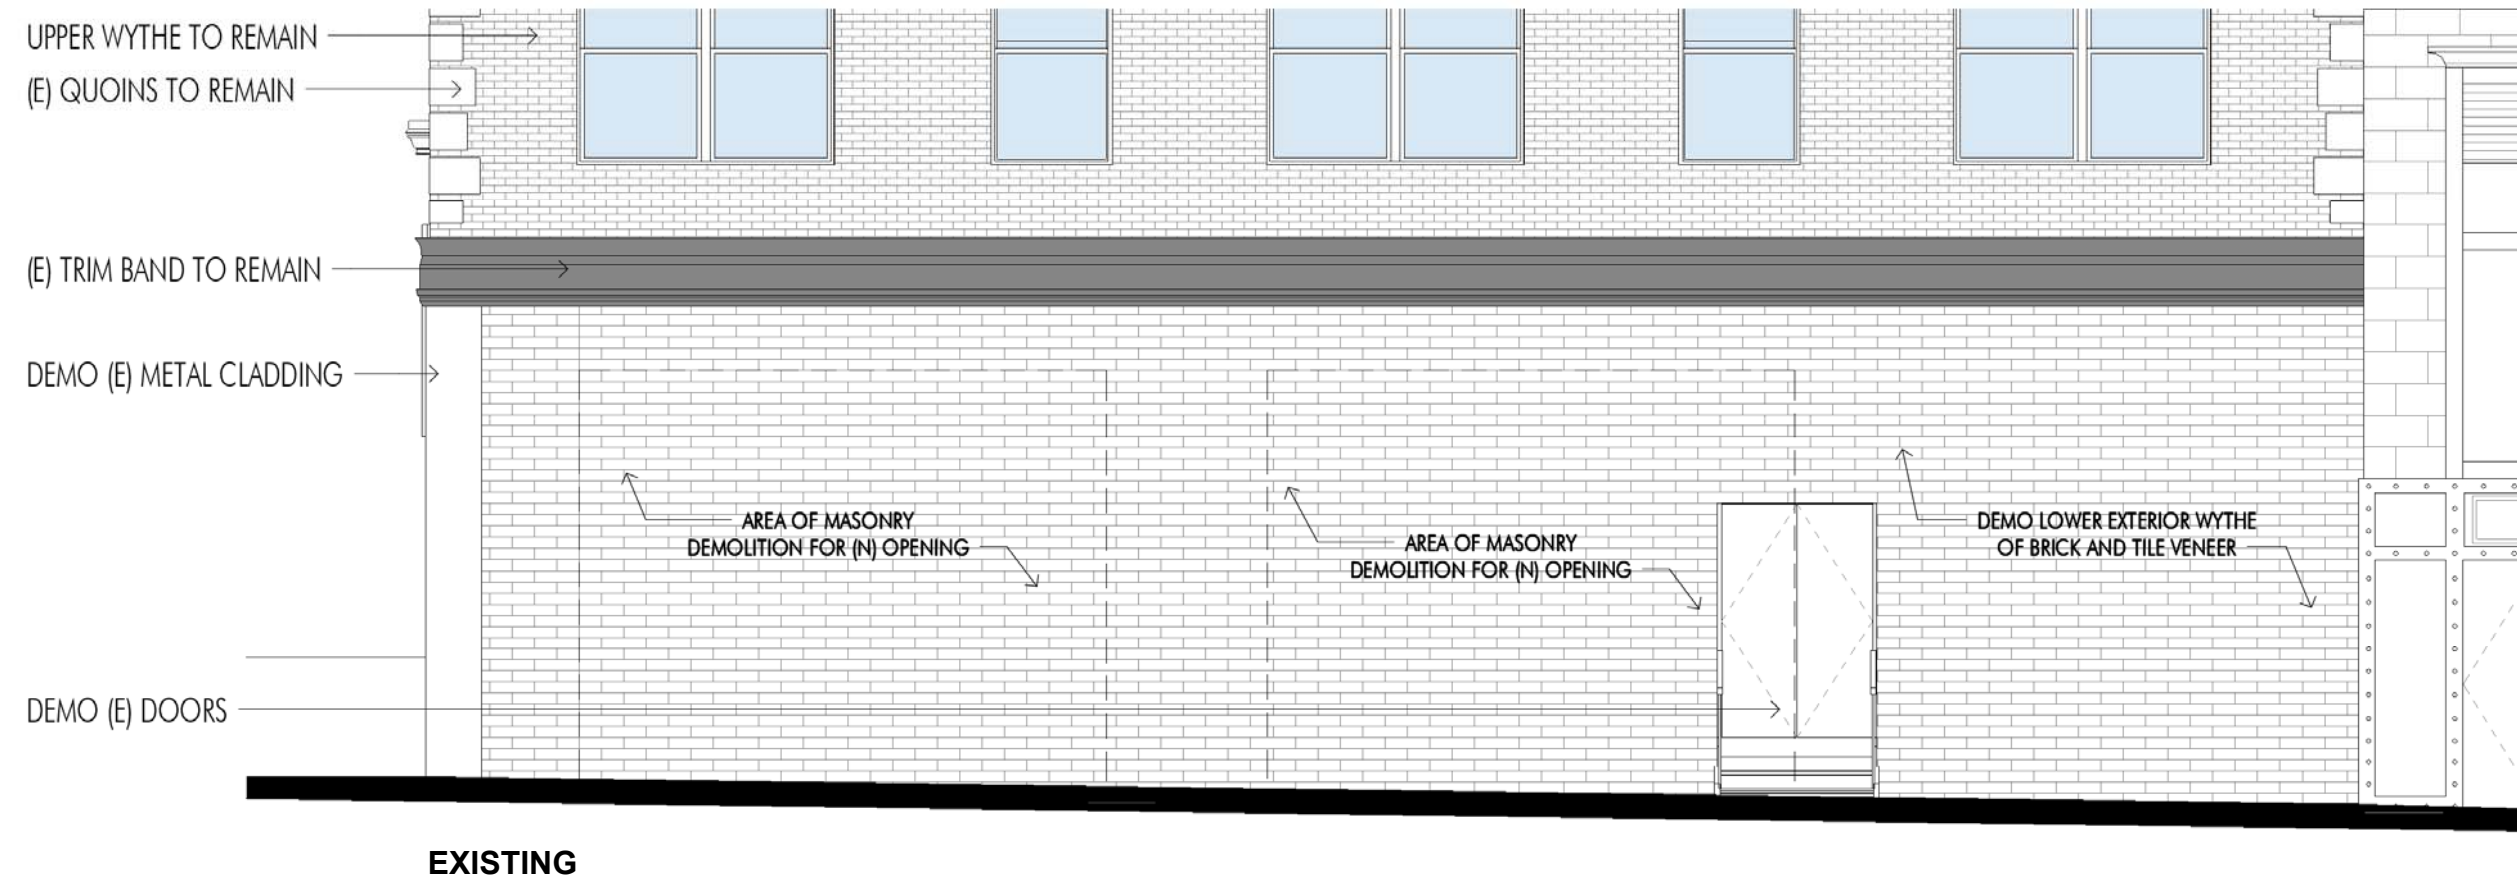 UPPER WYTHE TO REMAIN
(E) QUOINS TO REMAIN
(E) TRIM BAND TO REMAIN
DEMO (E) METAL CLADDING
AREA OF MASONRY
DEMOLITION FOR (N) OPENING
AREA OF MASONRY
DEMOLITION FOR (N) OPENING
DEMO LOWER EXTERIOR WYTHE
OF BRICK AND TILE VENEER
DEMO (E) DOORS
EXISTING